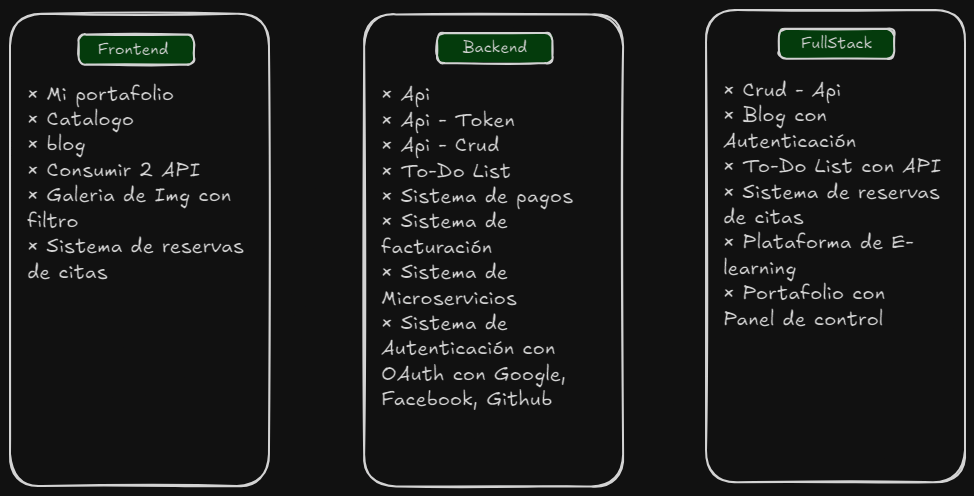 Frontend
× Mi portafolio
× Catalogo
× blog
× Consumir 2 API
× Galeria de Img con
filtro
× Sistema de reservas
de citas
Backend
× Api
× Api - Token
× Api - Crud
× To-Do List
× Sistema de pagos
× Sistema de
facturación
× Sistema de
Microservicios
× Sistema de
Autenticación con
OAuth con Google,
Facebook, Github
FullStack
× Crud - Api
× Blog con
Autenticación
× To-Do List con API
× Sistema de reservas
de citas
× Plataforma de E-
learning
× Portafolio con
Panel de control